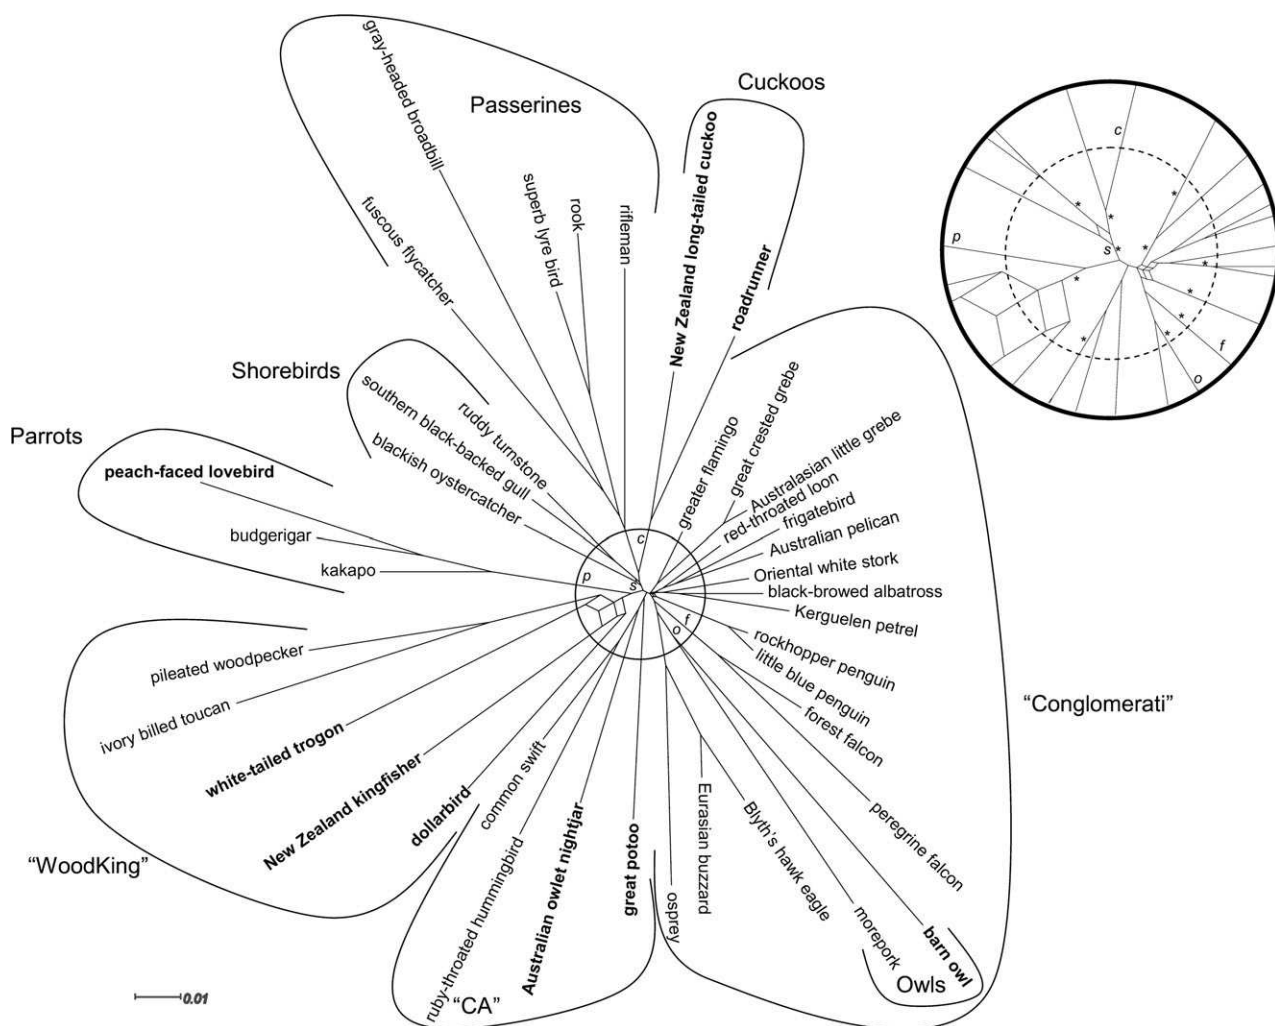 Passerines
gray-headed broadbill
fuscous flycatcher
superb lyre bird
rook
rifleman
Cuckoos
New Zealand long-tailed cuckoo
roadrunner
c
s
p
f
o
*
*
*
*
*
*
*
*
*
*
Shorebirds
ruddy turnstone
southern black-backed gull
blackish oystercatcher
Parrots
peach-faced lovebird
budgerigar
kakapo
c
s
p
f
o
greater flamingo
great crested grebe
Australasian little grebe
red-throated loon
frigatebird
Australian pelican
Oriental white stork
black-browed albatross
Kerguelen petrel
rockhopper penguin
little blue penguin
forest falcon
peregrine falcon
"Conglomerati"
pileated woodpecker
ivory billed toucan
white-tailed trogon
New Zealand kingfisher
dollarbird
"WoodKing"
common swift
ruby-throated hummingbird
Australian owlet nightjar
great potoo
"CA"
osprey
Eurasian buzzard
Blyth's hawk eagle
morepork
barn owl
Owls
0.01